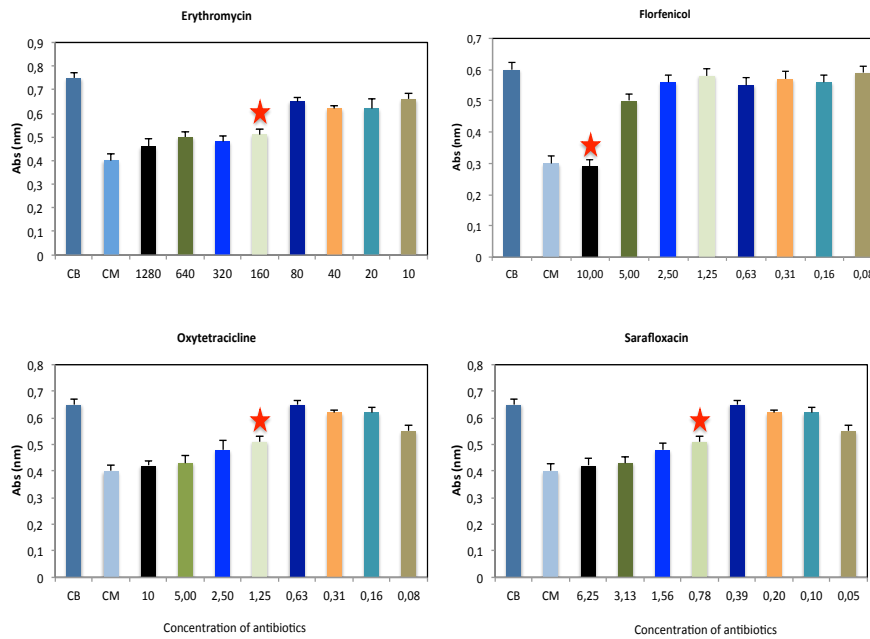 Erythromycin
Abs (nm)
0,9
0,8
0,7
0,6
0,5
0,4
0,3
0,2
0,1
0
CB CM 1280 640 320 160 80 40 20 10
Florfenicol
Abs (nm)
0,7
0,6
0,5
0,4
0,3
0,2
0,1
0
CB CM 10,00 5,00 2,50 1,25 0,63 0,31 0,16 0,08
Oxytetracicline
Abs (nm)
0,8
0,7
0,6
0,5
0,4
0,3
0,2
0,1
0
CB CM 10 5,00 2,50 1,25 0,63 0,31 0,16 0,08
Concentration of antibiotics
Sarafloxacin
Abs (nm)
0,8
0,7
0,6
0,5
0,4
0,3
0,2
0,1
0
CB CM 6,25 3,13 1,56 0,78 0,39 0,20 0,10 0,05
Concentration of antibiotics